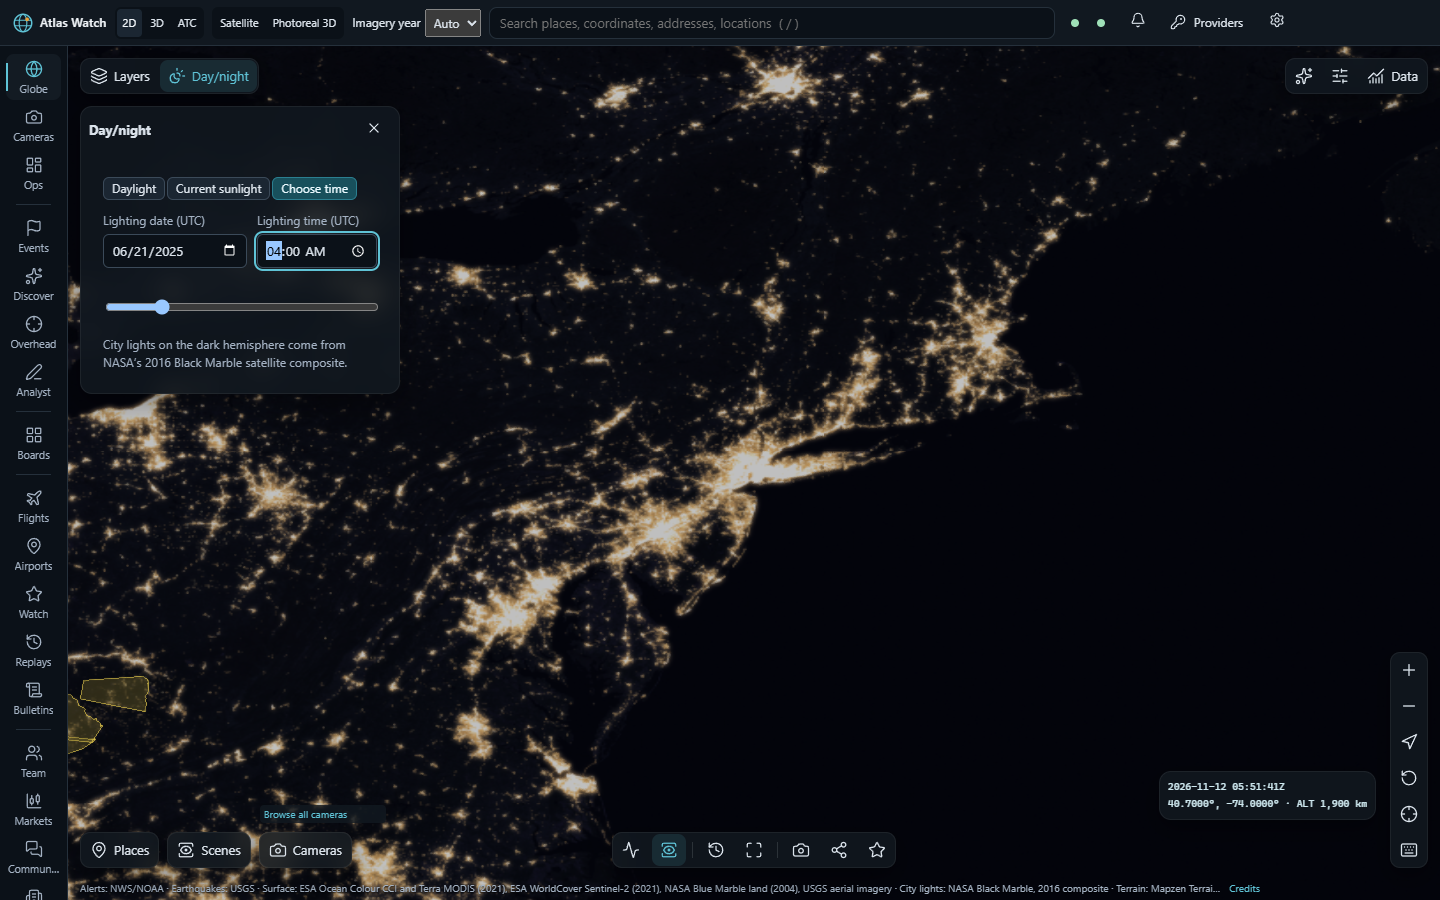 Atlas Watch
2D 3D ATC
Satellite Photoreal 3D
Imagery year Auto
Search places, coordinates, addresses, locations ( / )
Providers
Globe
Cameras
Ops
Events
Discover
Overhead
Analyst
Boards
Flights
Airports
Watch
Replays
Bulletins
Team
Markets
Commun...
Layers Day/night
Data
Day/night
Daylight Current sunlight Choose time
Lighting date (UTC) Lighting time (UTC)
06/21/2025 04:00 AM
City lights on the dark hemisphere come from
NASA's 2016 Black Marble satellite composite.
2026-11-12 05:51:41Z
40.7000°, -74.0000° · ALT 1,900 km
Browse all cameras
Places Scenes Cameras
Alerts: NWS/NOAA · Earthquakes: USGS · Surface: ESA Ocean Colour CCI and Terra MODIS (2021), ESA WorldCover Sentinel-2 (2021), NASA Blue Marble land (2004), USGS aerial imagery · City lights: NASA Black Marble, 2016 composite · Terrain: Mapzen Terrai... Credits